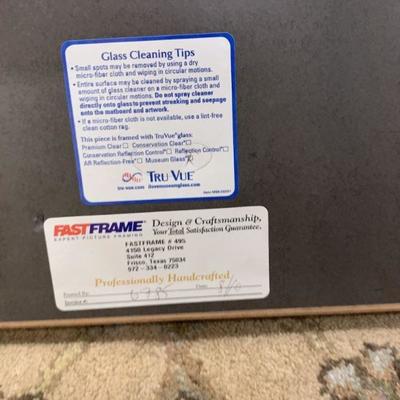 Glass Cleaning Tips
• Small spots may be removed by using a dry
micro-fiber cloth and wiping in circular motions.
• Entire surface may be cleaned by spraying a small
amount of glass cleaner on a micro-fiber cloth and
wiping in circular motions. Do not spray cleaner
directly onto glass to prevent streaking and seepage
onto the matboard and artwork.
• If a micro-fiber cloth is not available, use a lint-free
clean cotton rag.
This piece is framed with Tru Vue® glass:
Premium Clear□ Conservation Clear®□
Conservation Reflection Control®□ Reflection Control®□
AR Reflection-Free®□ Museum Glass®
TRU VUE®
tru-vue.com ilovemuseumglass.com
FASTFRAME®
EXPERT PICTURE FRAMING
Design & Craftsmanship,
Your Total Satisfaction Guarantee.
FASTFRAME # 495
4150 Legacy Drive
Suite 412
Frisco, Texas 75034
972-334-0223
Professionally Handcrafted
Framed By: Date:
Invoice #: